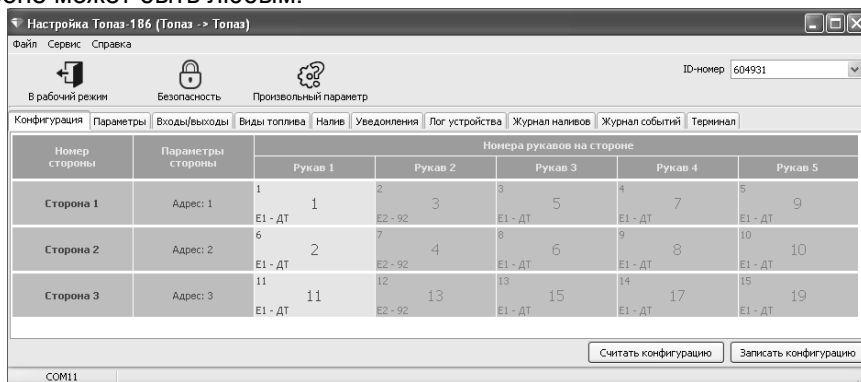 может быть любым.
Настройка Топаз-186 (Топаз -> Топаз)
Файл Сервис Справка
В рабочий режим Безопасность Произвольный параметр ID-номер 604931
Конфигурация Параметры Входы/выходы Виды топлива Налив Уведомления Лог устройства Журнал наливов Журнал событий Терминал
Номер стороны Параметры стороны Номера рукавов на стороне
Рукав 1 Рукав 2 Рукав 3 Рукав 4 Рукав 5
1 2 3 4 5
Сторона 1 Адрес: 1 1 3 5 7 9
E1 - ДТ E2 - 92 E1 - ДТ E1 - ДТ E1 - ДТ
6 7 8 9 10
Сторона 2 Адрес: 2 2 4 6 8 10
E1 - ДТ E2 - 92 E1 - ДТ E1 - ДТ E1 - ДТ
11 12 13 14 15
Сторона 3 Адрес: 3 11 13 15 17 19
E1 - ДТ E2 - 92 E1 - ДТ E1 - ДТ E1 - ДТ
Считать конфигурацию Записать конфигурацию
COM11